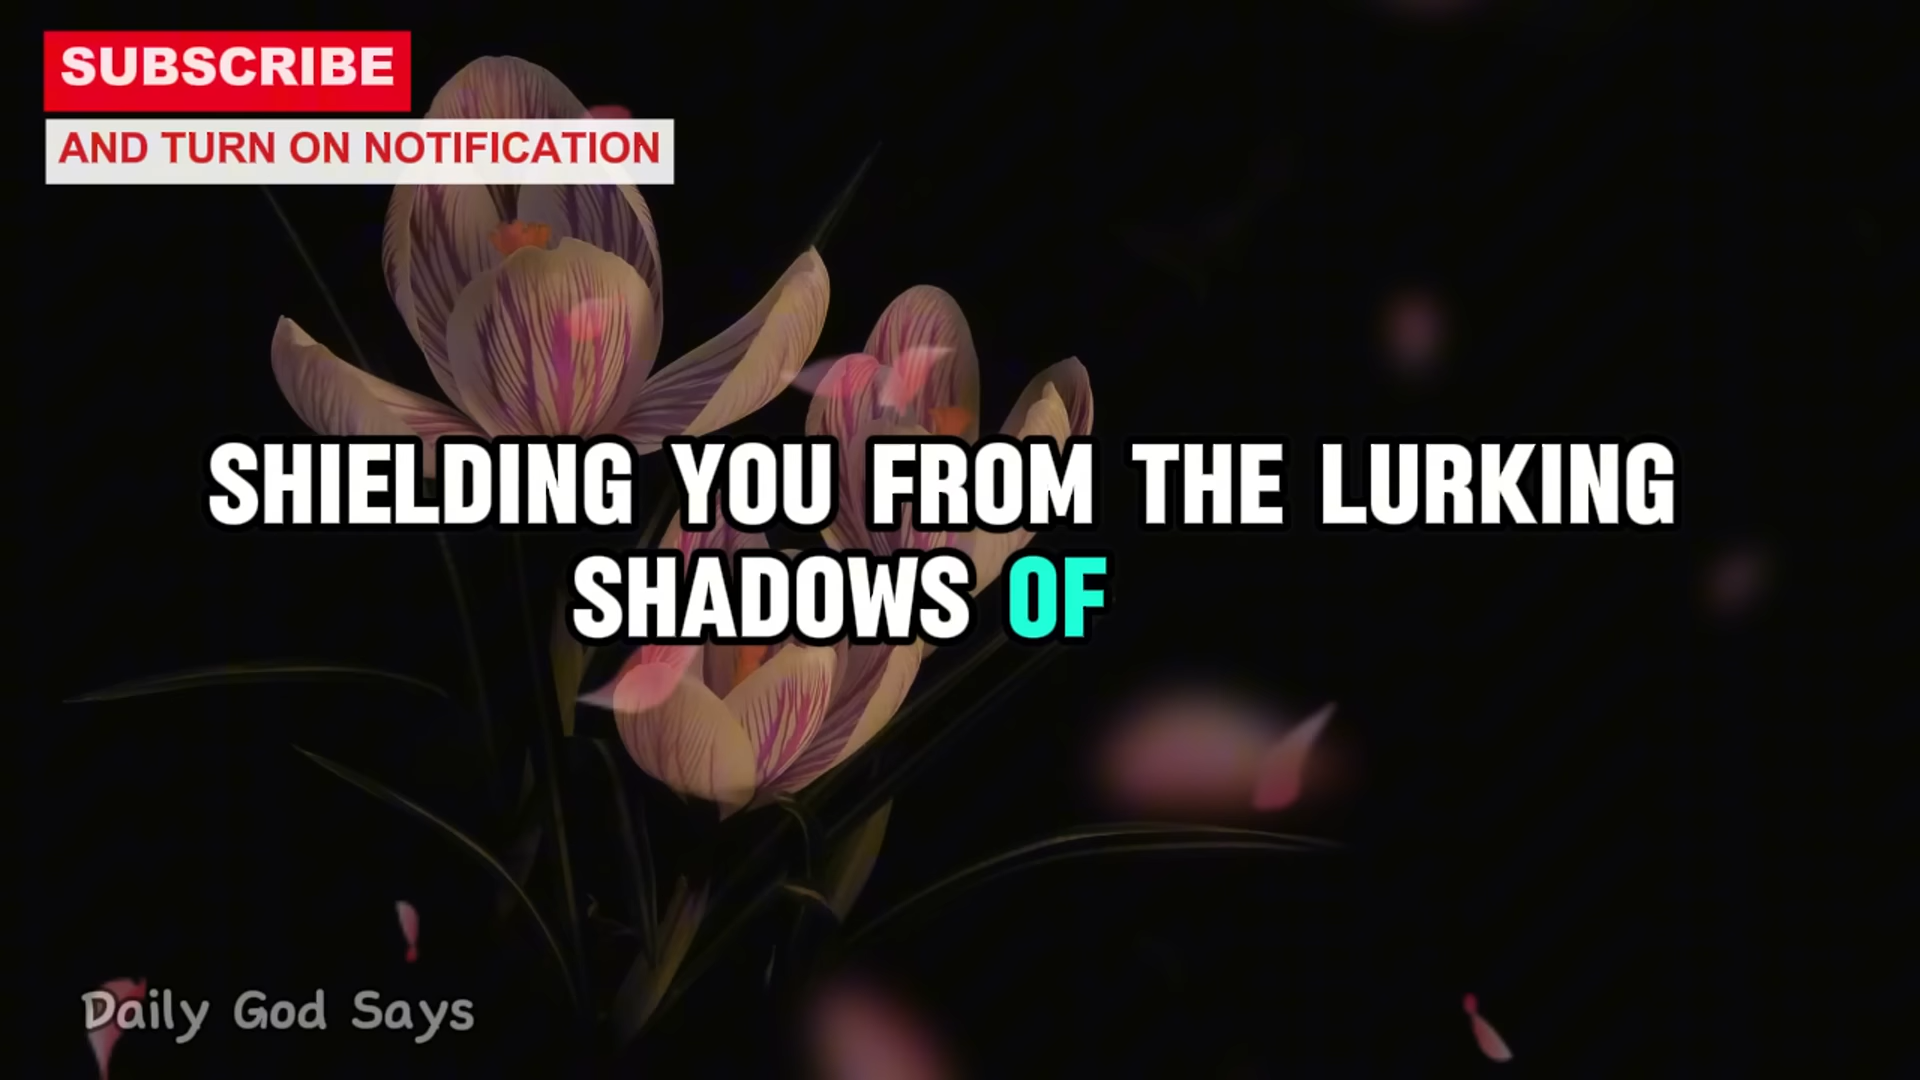 SUBSCRIBE
AND TURN ON NOTIFICATION
SHIELDING YOU FROM THE LURKING
SHADOWS OF
Daily God Says